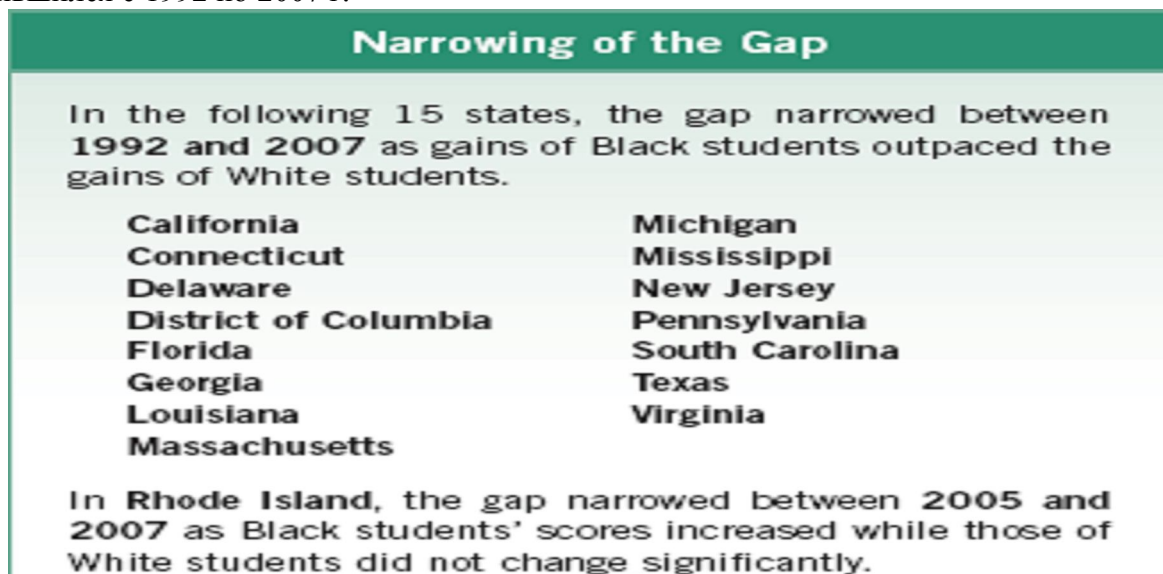 с 1992 по 2007 г.
Narrowing of the Gap
In the following 15 states, the gap narrowed between
1992 and 2007 as gains of Black students outpaced the
gains of White students.
California
Connecticut
Delaware
District of Columbia
Florida
Georgia
Louisiana
Massachusetts
Michigan
Mississippi
New Jersey
Pennsylvania
South Carolina
Texas
Virginia
In Rhode Island, the gap narrowed between 2005 and
2007 as Black students’ scores increased while those of
White students did not change significantly.